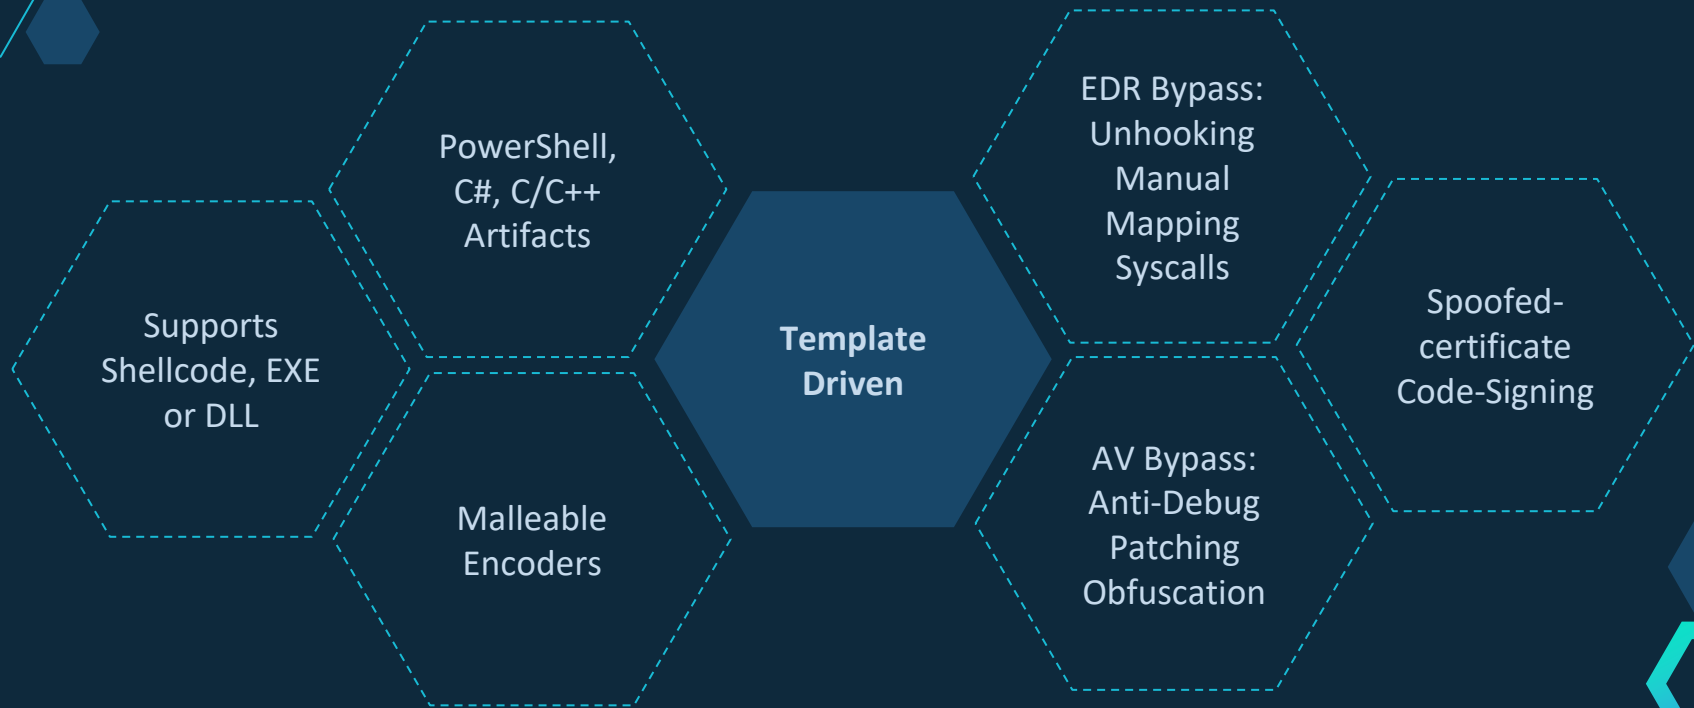 Supports
Shellcode, EXE
or DLL
PowerShell,
C#, C/C++
Artifacts
Malleable
Encoders
Template
Driven
EDR Bypass:
Unhooking
Manual
Mapping
Syscalls
AV Bypass:
Anti-Debug
Patching
Obfuscation
Spoofed-
certificate
Code-Signing